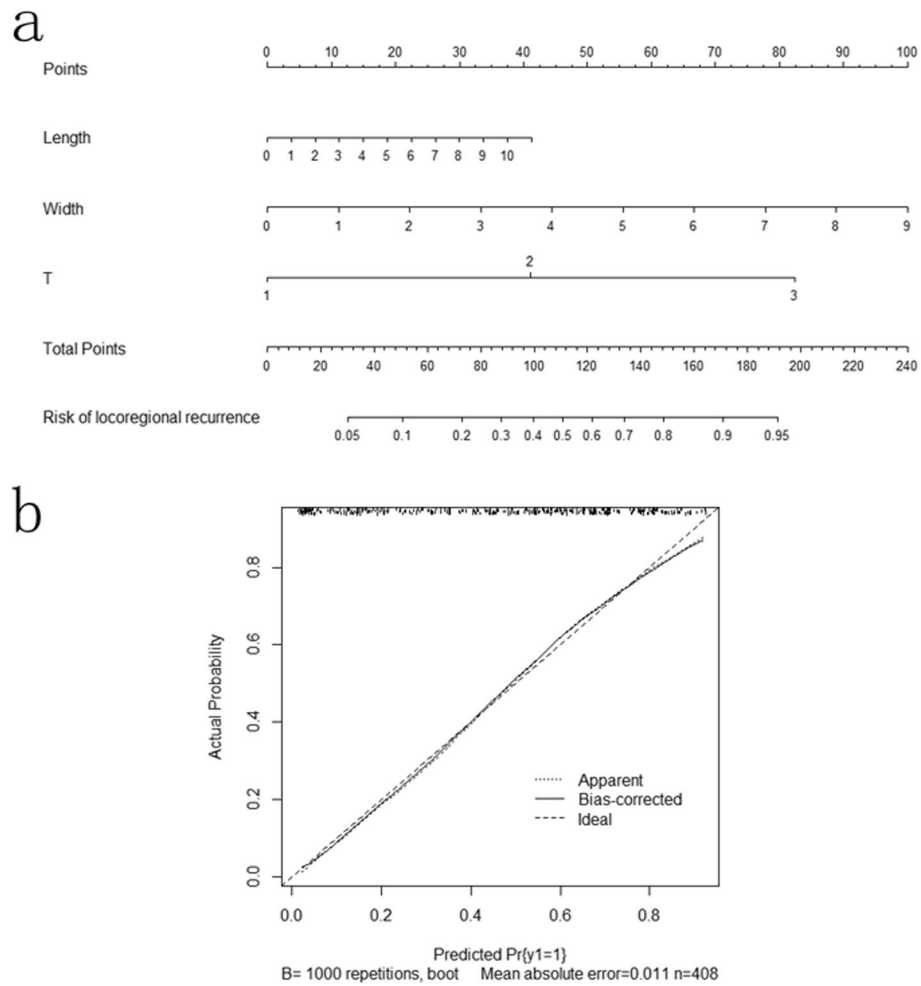 a
Points
0 10 20 30 40 50 60 70 80 90 100
Length
0 1 2 3 4 5 6 7 8 9 10
Width
0 1 2 3 4 5 6 7 8 9
T
2
1 3
Total Points
0 20 40 60 80 100 120 140 160 180 200 220 240
Risk of locoregional recurrence
0.05 0.1 0.2 0.3 0.4 0.5 0.6 0.7 0.8 0.9 0.95
b
Actual Probability
0.8
0.6
0.4
0.2
0.0
Apparent
Bias-corrected
Ideal
0.0 0.2 0.4 0.6 0.8
Predicted Pr{y1=1}
B= 1000 repetitions, boot Mean absolute error=0.011 n=408